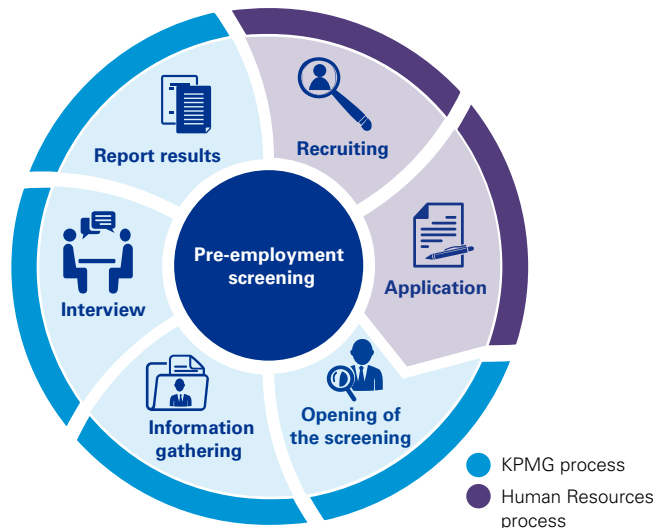 Recruiting
Application
Opening of
the screening
Information
gathering
Interview
Report results
Pre-employment
screening
KPMG process
Human Resources
process